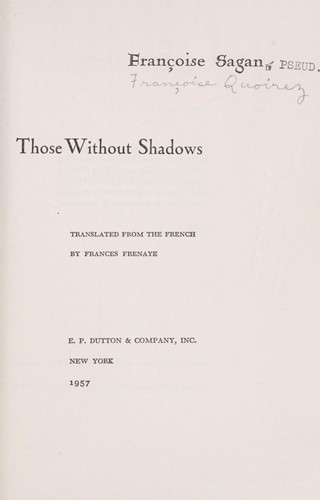 Françoise Sagan, PSEUD.
Françoise Quoirez
Those Without Shadows
TRANSLATED FROM THE FRENCH
BY FRANCES FRENAYE
E. P. DUTTON & COMPANY, INC.
NEW YORK
1957